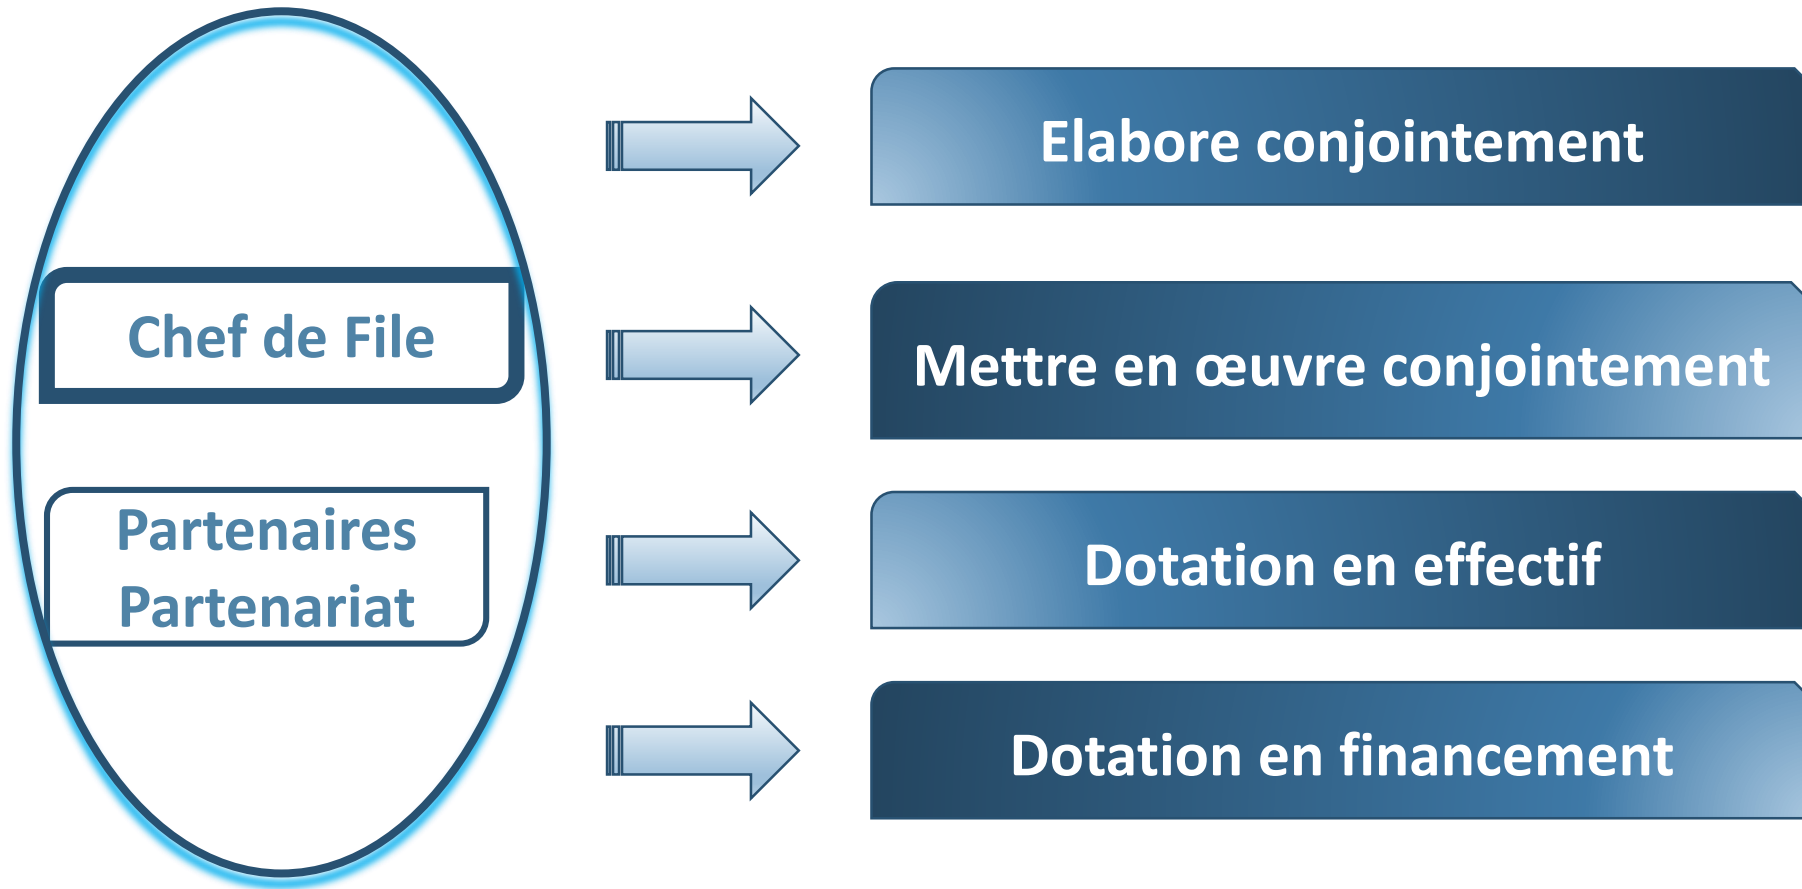 Chef de File
Partenaires
Partenariat
Elabore conjointement
Mettre en œuvre conjointement
Dotation en effectif
Dotation en financement